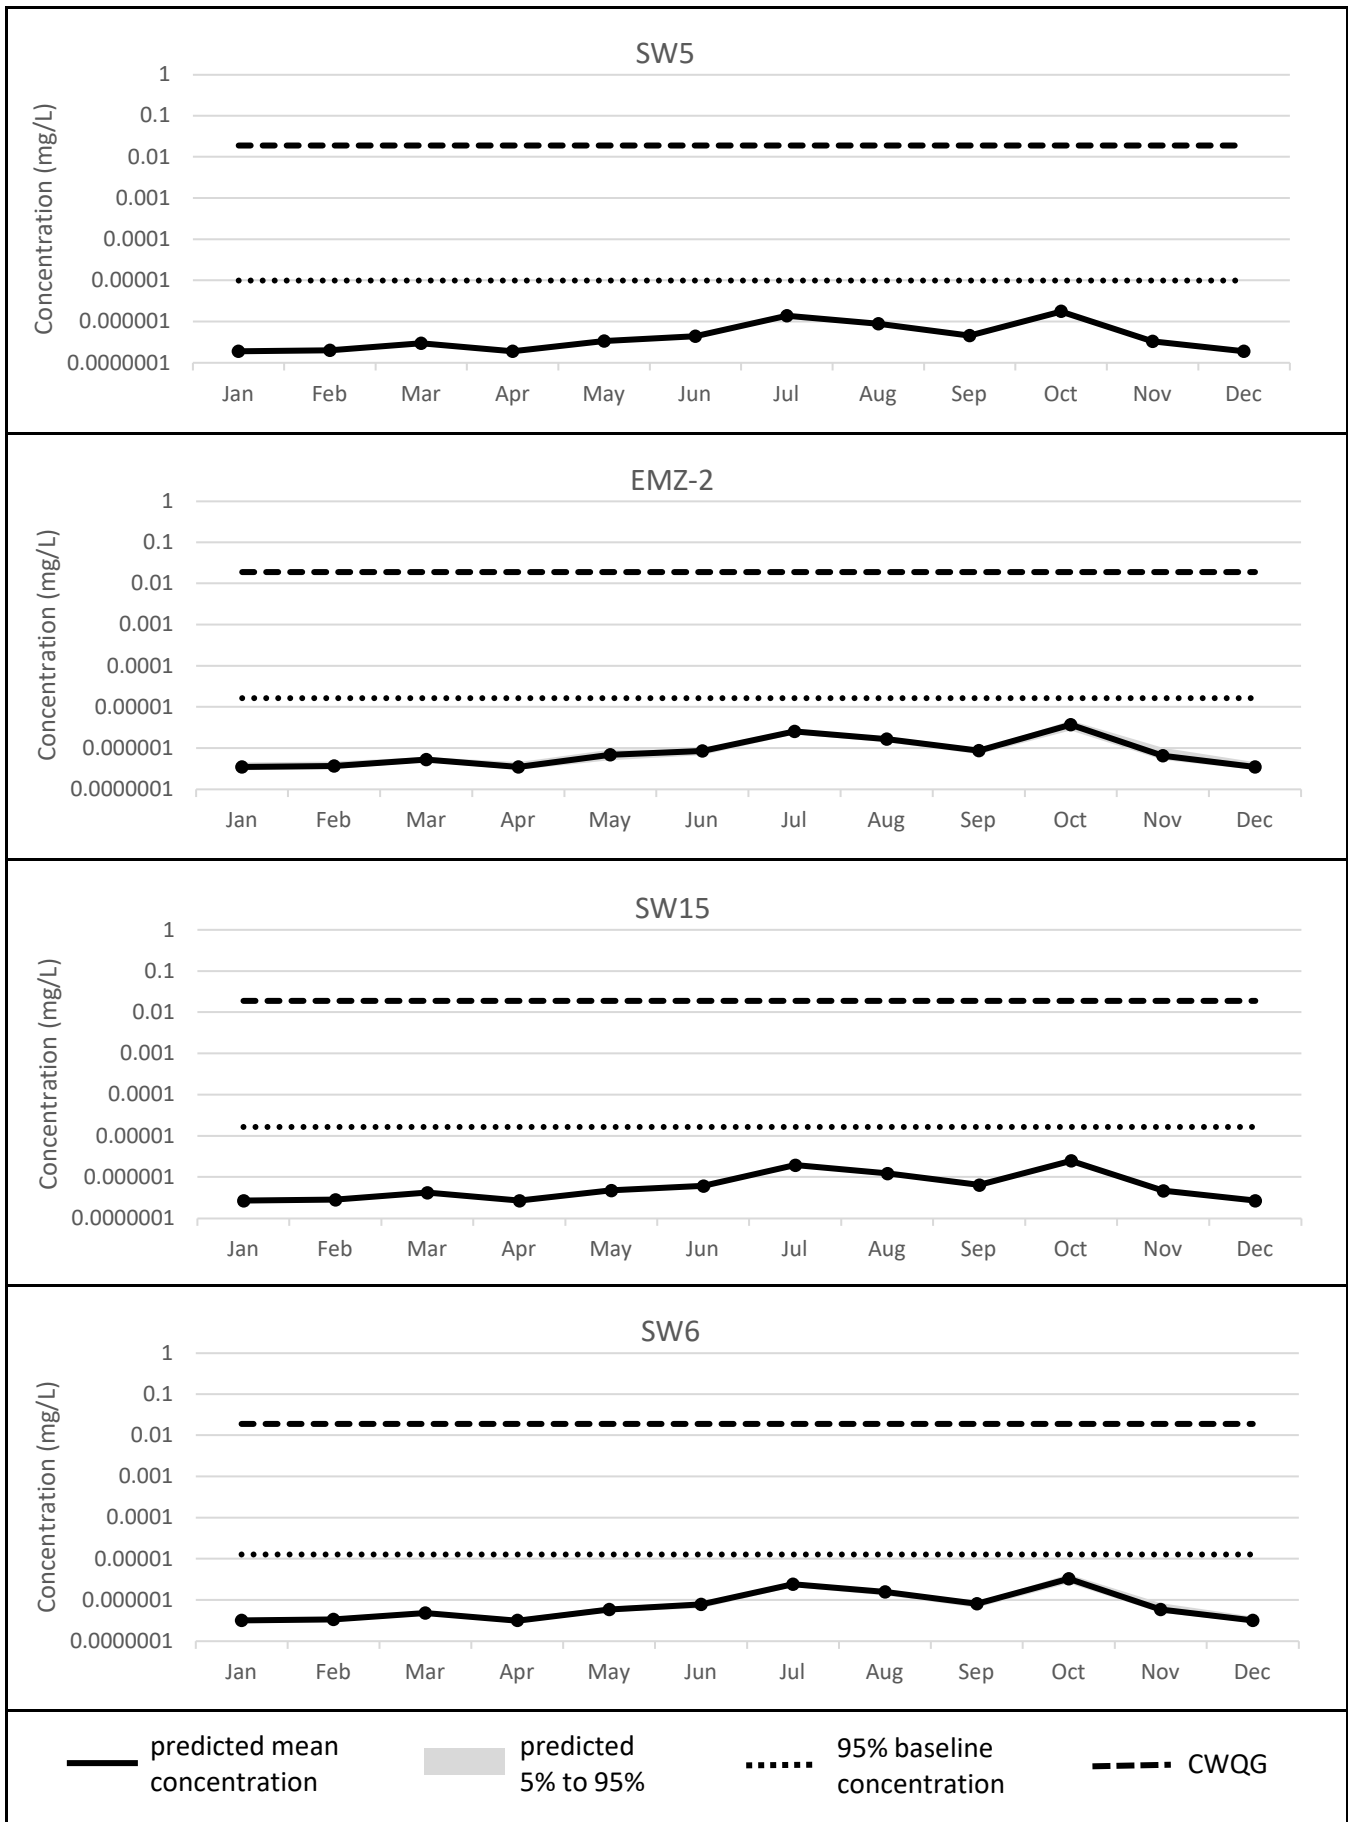 SW5
Concentration (mg/L)
1
0.1
0.01
0.001
0.0001
0.00001
0.000001
0.0000001
Jan Feb Mar Apr May Jun Jul Aug Sep Oct Nov Dec
EMZ-2
Concentration (mg/L)
1
0.1
0.01
0.001
0.0001
0.00001
0.000001
0.0000001
Jan Feb Mar Apr May Jun Jul Aug Sep Oct Nov Dec
SW15
Concentration (mg/L)
1
0.1
0.01
0.001
0.0001
0.00001
0.000001
0.0000001
Jan Feb Mar Apr May Jun Jul Aug Sep Oct Nov Dec
SW6
Concentration (mg/L)
1
0.1
0.01
0.001
0.0001
0.00001
0.000001
0.0000001
Jan Feb Mar Apr May Jun Jul Aug Sep Oct Nov Dec
predicted mean
concentration
predicted
5% to 95%
95% baseline
concentration
CWQG